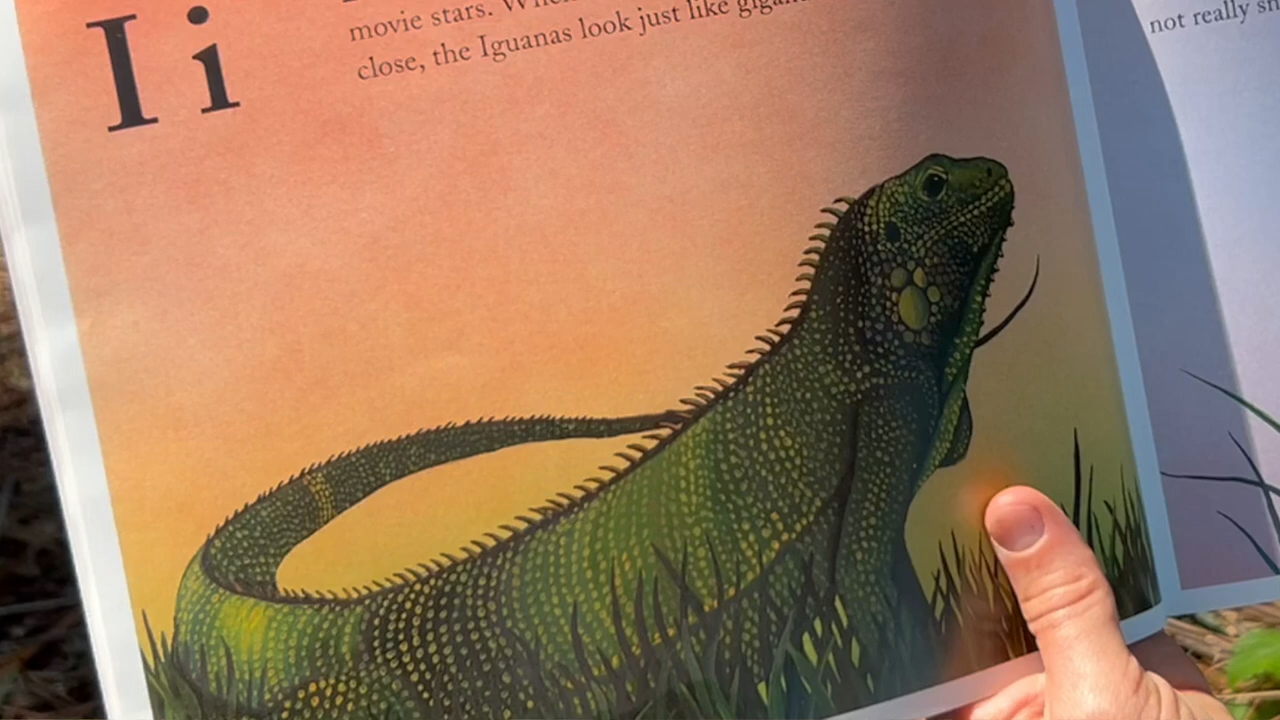 I i
movie stars.
close, the Iguanas look just like
not really